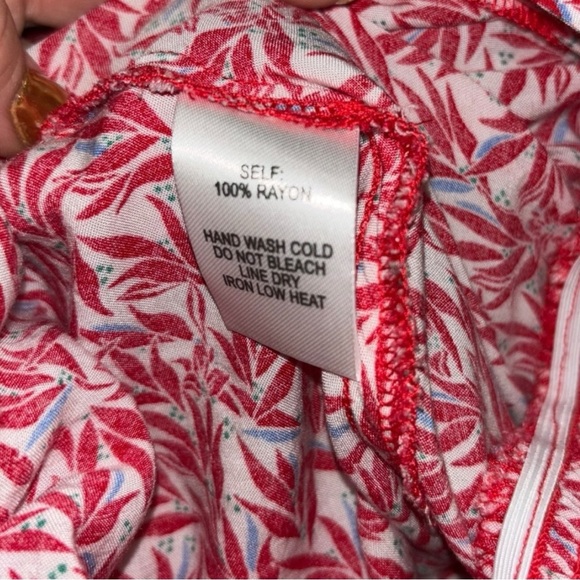 SELF:
100% RAYON
HAND WASH COLD
DO NOT BLEACH
LINE DRY
IRON LOW HEAT